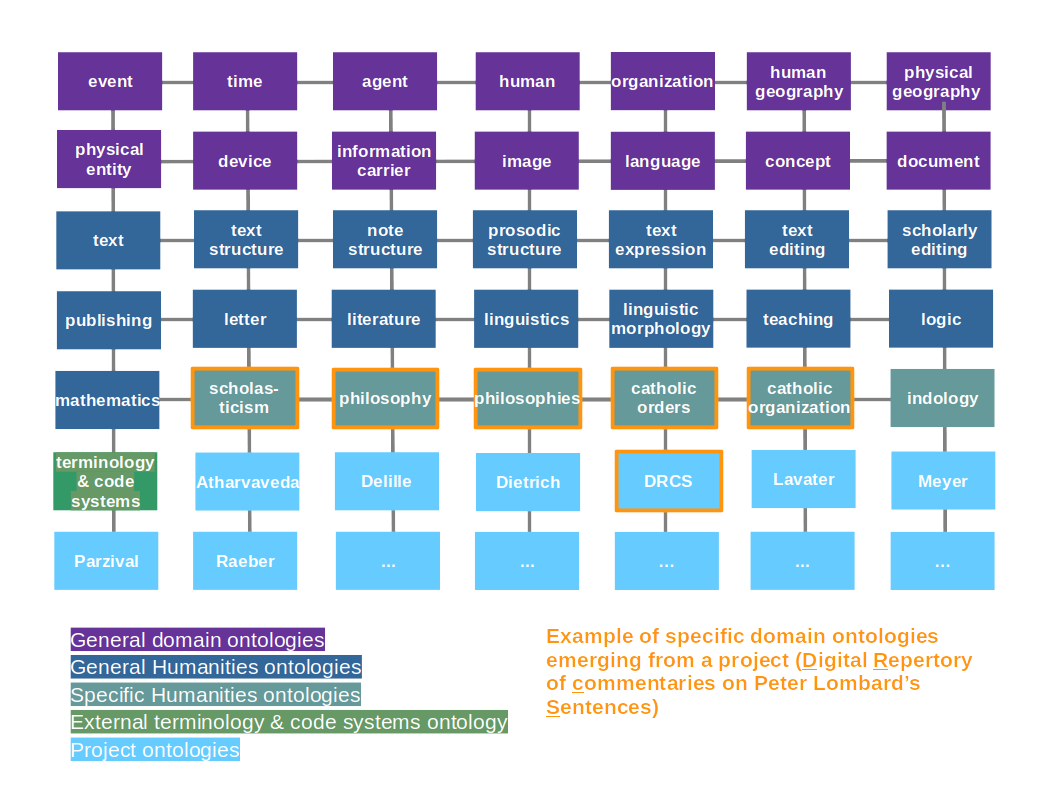 event
time
agent
human
organization
human
geography
physical
geography
physical
entity
device
information
carrier
image
language
concept
document
text
text
structure
note
structure
prosodic
structure
text
expression
text
editing
scholarly
editing
publishing
letter
literature
linguistics
linguistic
morphology
teaching
logic
mathematics
scholas-
ticism
philosophy
philosophies
catholic
orders
catholic
organization
indology
terminology
& code
systems
Atharvaveda
Delille
Dietrich
DRCS
Lavater
Meyer
Parzival
Raeber
...
...
...
...
...
General domain ontologies
General Humanities ontologies
Specific Humanities ontologies
External terminology & code systems ontology
Project ontologies
Example of specific domain ontologies
emerging from a project (Digital Repertory
of commentaries on Peter Lombard’s
Sentences)